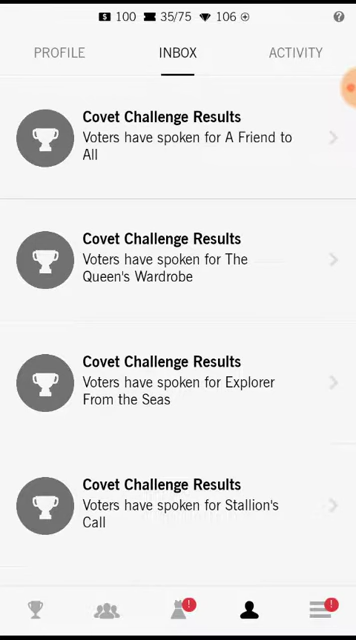 $ 100 35/75 106
?
PROFILE INBOX ACTIVITY
Covet Challenge Results
Voters have spoken for A Friend to
All
Covet Challenge Results
Voters have spoken for The
Queen's Wardrobe
Covet Challenge Results
Voters have spoken for Explorer
From the Seas
Covet Challenge Results
Voters have spoken for Stallion's
Call
! !